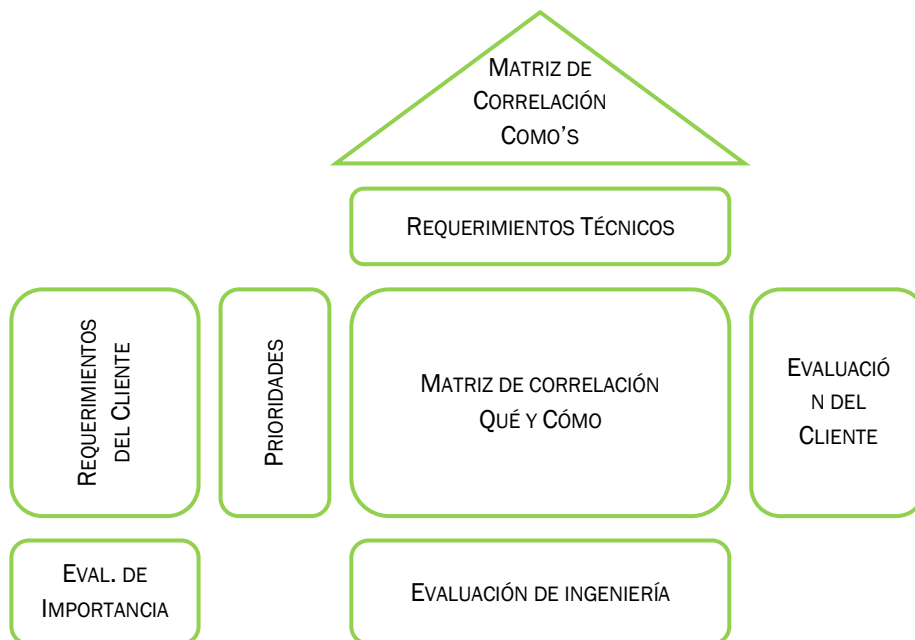 MATRIZ DE
CORRELACIÓN
COMO'S
REQUERIMIENTOS TÉCNICOS
REQUERIMIENTOS
DEL CLIENTE
PRIORIDADES
MATRIZ DE CORRELACIÓN
QUÉ Y CÓMO
EVALUACIÓ
N DEL
CLIENTE
EVAL. DE
IMPORTANCIA
EVALUACIÓN DE INGENIERÍA